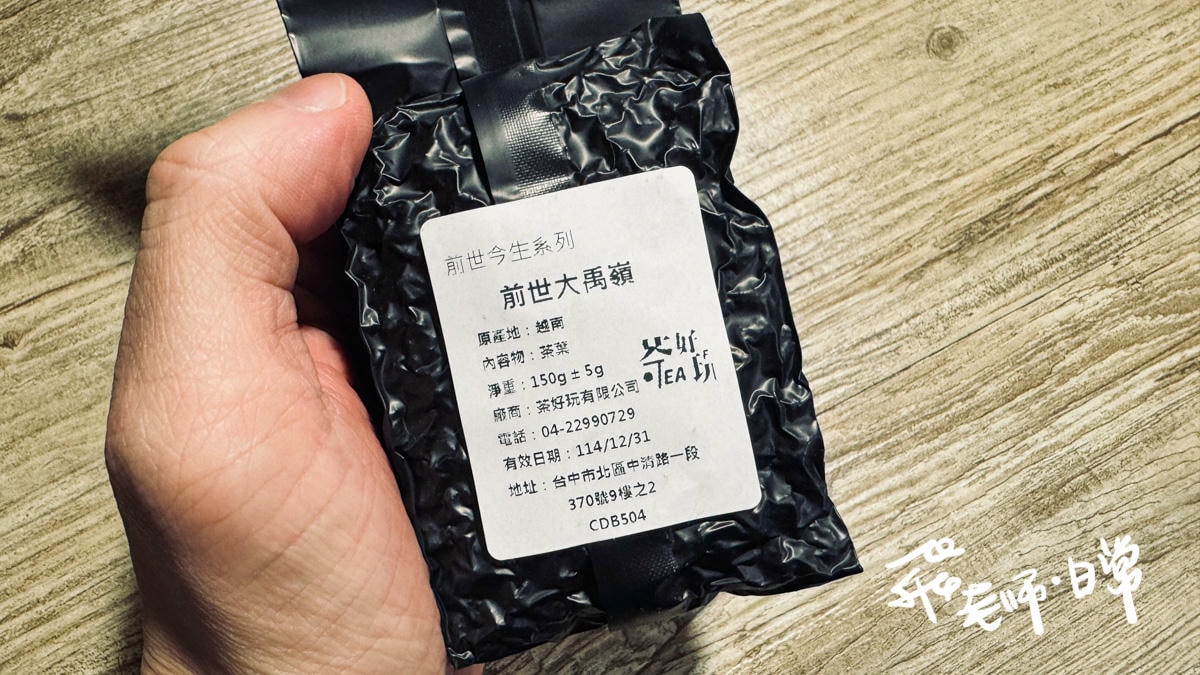 前世今生系列
前世大禹嶺
原產地：越南
內容物：茶葉
淨重：150g ± 5g
廠商：茶好玩有限公司
電話：04-22990729
有效日期：114/12/31
地址：台中市北區中清路一段
370號9樓之2
CDB504
茶好玩
TEA OF
飛老師·日常